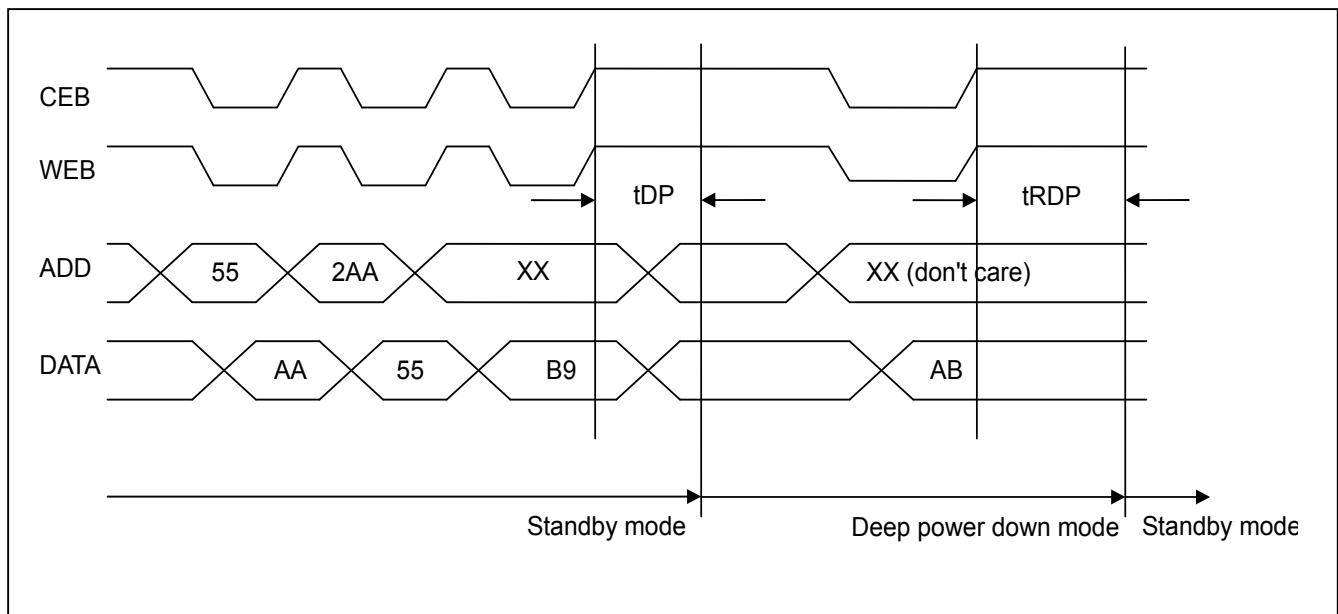 CEB
WEB
tDP
tRDP
ADD
55
2AA
XX
XX (don't care)
DATA
AA
55
B9
AB
Standby mode
Deep power down mode
Standby mode